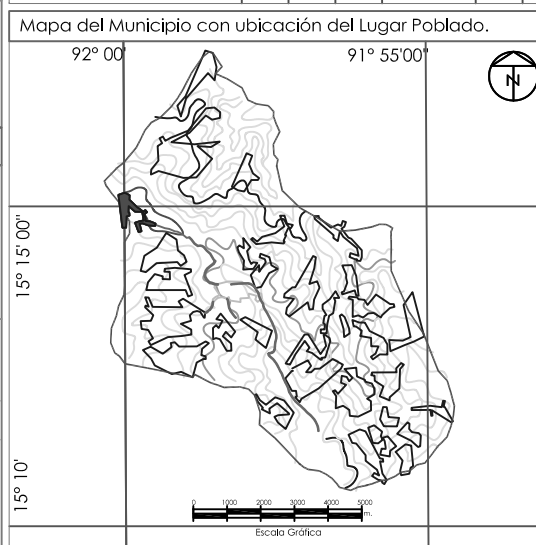 Mapa del Municipio con ubicación del Lugar Poblado.
92° 00'
91° 55'00"
N
15° 15' 00"
15° 10'
0 1000 2000 3000 4000 5000
m.
Escala Gráfica